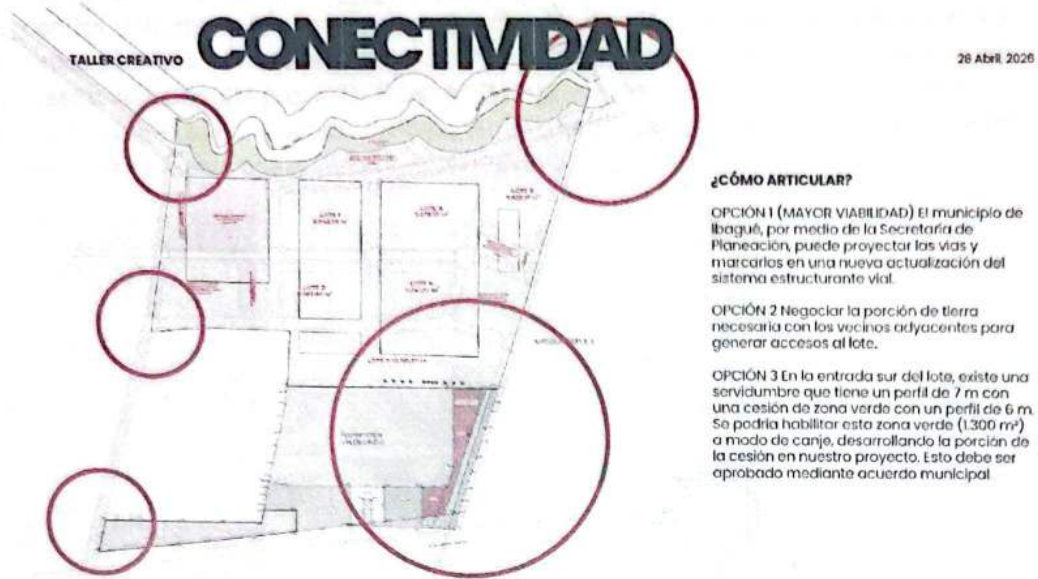 TALLER CREATIVO
CONECTIVIDAD
28 Abril, 2026
¿CÓMO ARTICULAR?
OPCIÓN 1 (MAYOR VIABILIDAD) El municipio de
Ibagué, por medio de la Secretaría de
Planeación, puede proyectar las vías y
marcarlas en una nueva actualización del
sistema estructurante vial.
OPCIÓN 2 Negociar la porción de tierra
necesaria con los vecinos adyacentes para
generar accesos al lote.
OPCIÓN 3 En la entrada sur del lote, existe una
servidumbre que tiene un perfil de 7 m con
una cesión de zona verde con un perfil de 6 m.
Se podría habilitar esta zona verde (1.300 m²)
a modo de canje, desarrollando la porción de
la cesión en nuestro proyecto. Esto debe ser
aprobado mediante acuerdo municipal.